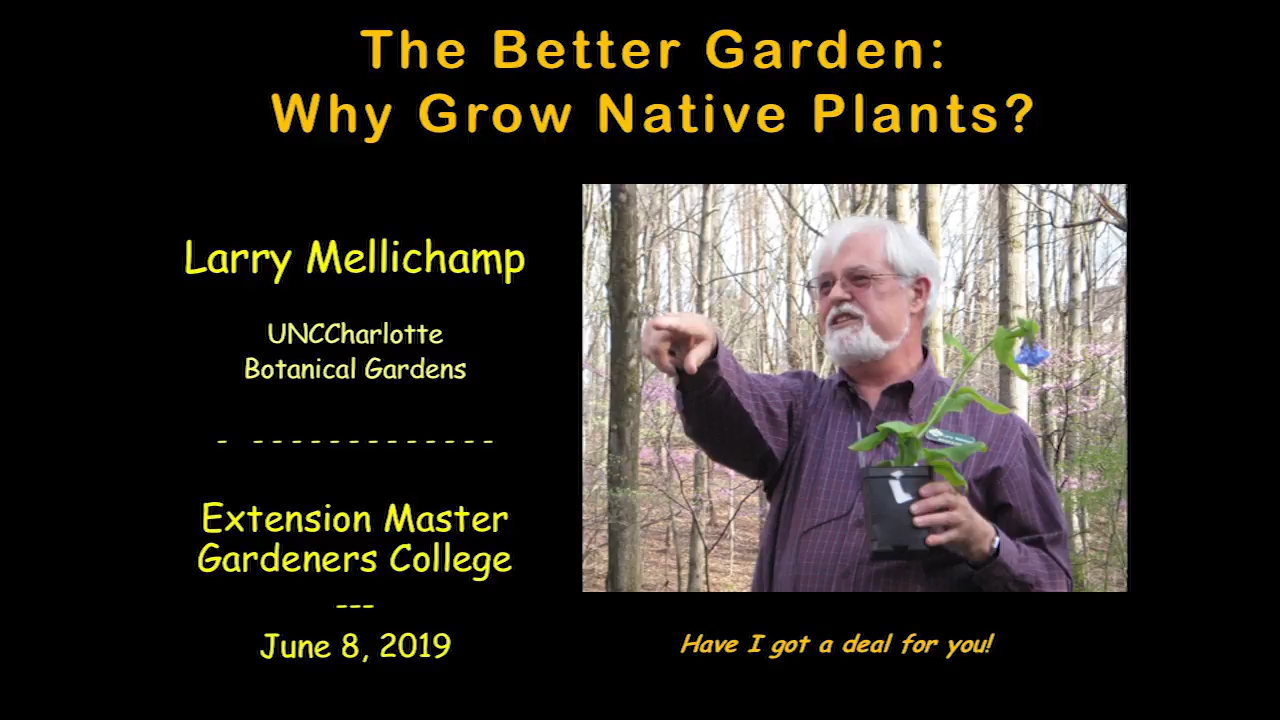 The Better Garden:
Why Grow Native Plants?
Larry Mellichamp
UNCCharlotte
Botanical Gardens
- - - - - - - - - - - - - -
Extension Master
Gardeners College
---
June 8, 2019
Have I got a deal for you!